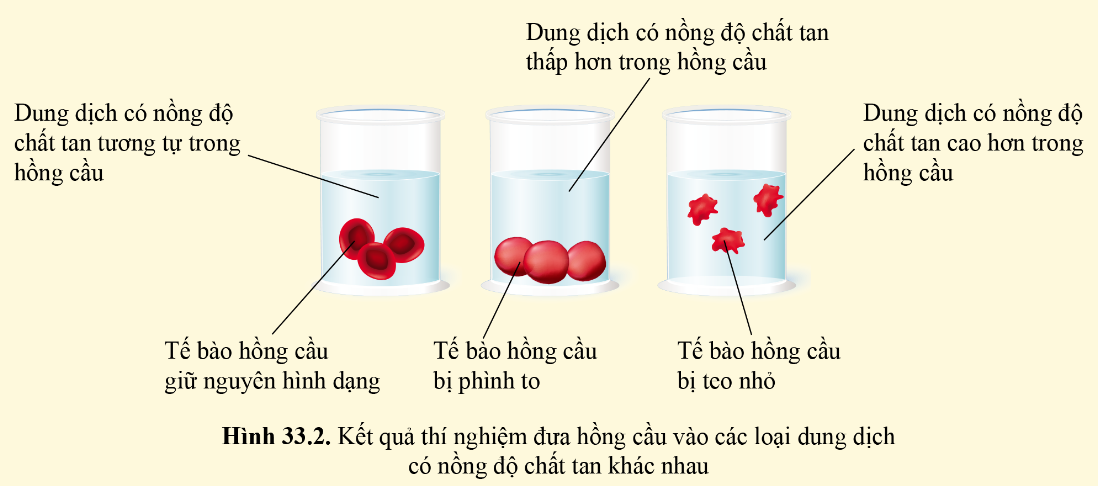 Dung dịch có nồng độ chất tan
thấp hơn trong hồng cầu
Dung dịch có nồng độ
chất tan tương tự trong
hồng cầu
Dung dịch có nồng độ
chất tan cao hơn trong
hồng cầu
Tế bào hồng cầu
giữ nguyên hình dạng
Tế bào hồng cầu
bị phình to
Tế bào hồng cầu
bị teo nhỏ
Hình 33.2. Kết quả thí nghiệm đưa hồng cầu vào các loại dung dịch
có nồng độ chất tan khác nhau